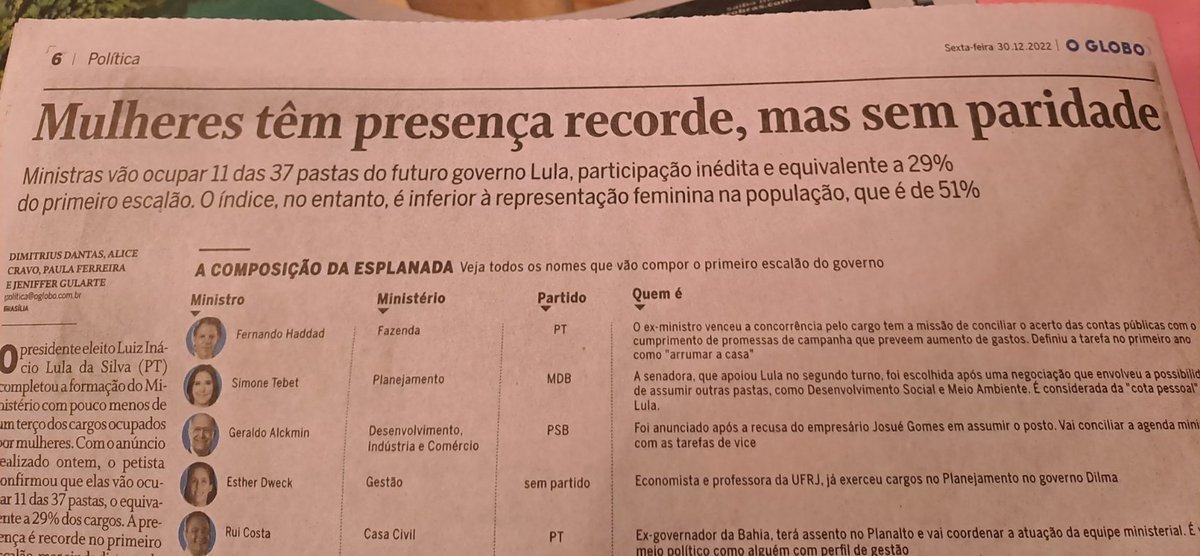 6 | Política
Sexta-feira 30.12.2022 | O GLOBO
Mulheres têm presença recorde, mas sem paridade
Ministras vão ocupar 11 das 37 pastas do futuro governo Lula, participação inédita e equivalente a 29%
do primeiro escalão. O índice, no entanto, é inferior à representação feminina na população, que é de 51%
DIMITRIUS DANTAS, ALICE
CRAVO, PAULA FERREIRA
E JENIFFER GULARTE
politica@oglobo.com.br
BRASÍLIA
O presidente eleito Luiz Iná-
cio Lula da Silva (PT)
completou a formação do Mi-
nistério com pouco menos de
um terço dos cargos ocupados
por mulheres. Com o anúncio
realizado ontem, o petista
confirmou que elas vão ocu-
par 11 das 37 pastas, o equiva-
ente a 29% dos cargos. A pre-
ença é recorde no primeiro
A COMPOSIÇÃO DA ESPLANADA Veja todos os nomes que vão compor o primeiro escalão do governo
Ministro Ministério Partido Quem é
Fernando Haddad Fazenda PT O ex-ministro venceu a concorrência pelo cargo tem a missão de conciliar o acerto das contas públicas com o
cumprimento de promessas de campanha que preveem aumento de gastos. Definiu a tarefa no primeiro ano
como "arrumar a casa"
Simone Tebet Planejamento MDB A senadora, que apoiou Lula no segundo turno, foi escolhida após uma negociação que envolveu a possibilid
de assumir outras pastas, como Desenvolvimento Social e Meio Ambiente. É considerada da "cota pessoal"
Lula.
Geraldo Alckmin Desenvolvimento, PSB Foi anunciado após a recusa do empresário Josué Gomes em assumir o posto. Vai conciliar a agenda mini
Indústria e Comércio com as tarefas de vice
Esther Dweck Gestão sem partido Economista e professora da UFRJ, já exerceu cargos no Planejamento no governo Dilma
Rui Costa Casa Civil PT Ex-governador da Bahia, terá assento no Planalto e vai coordenar a atuação da equipe ministerial. É v
meio político como alguém com perfil de gestão